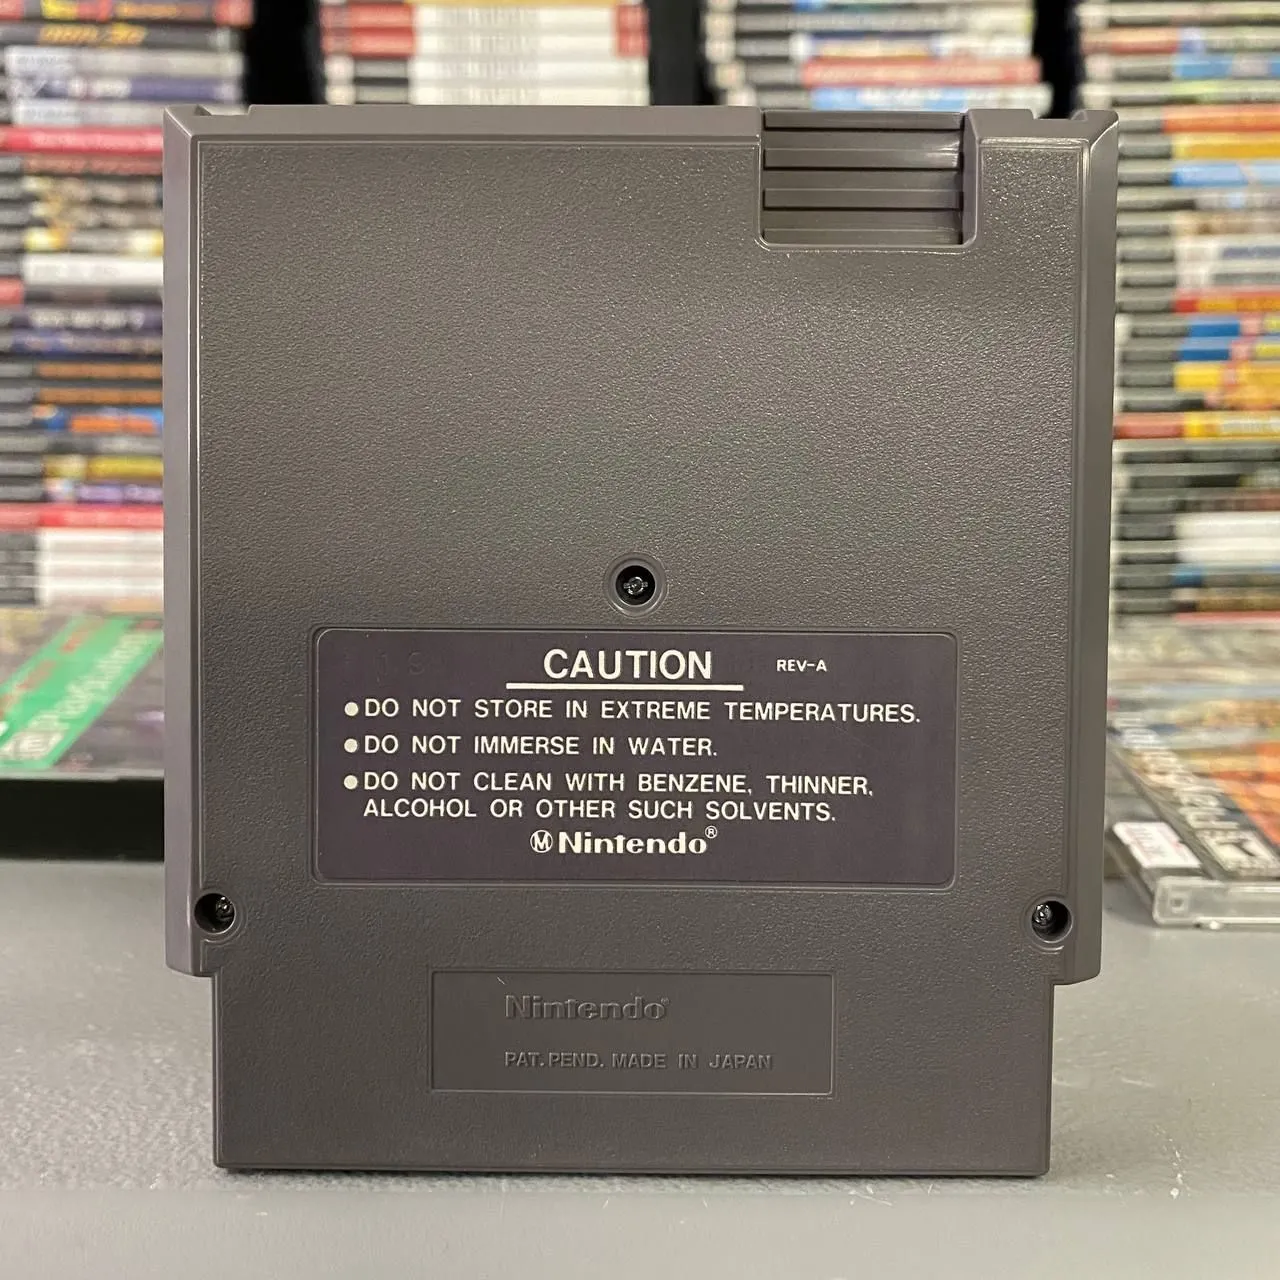 CAUTION REV-A
●DO NOT STORE IN EXTREME TEMPERATURES.
●DO NOT IMMERSE IN WATER.
●DO NOT CLEAN WITH BENZENE, THINNER,
ALCOHOL OR OTHER SUCH SOLVENTS.
Ⓜ Nintendo®
Nintendo®
PAT. PEND. MADE IN JAPAN